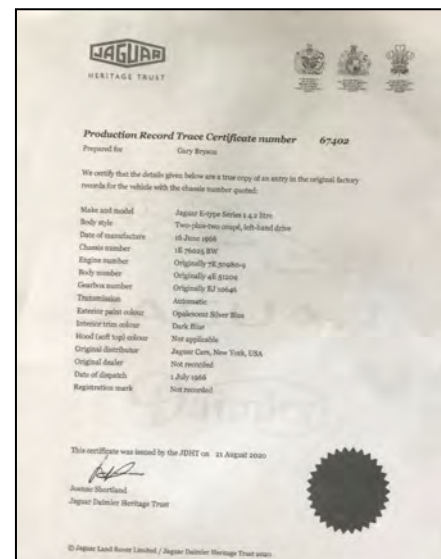 JAGUAR
HERITAGE TRUST
Production Record Trace Certificate number 67402
Prepared for Gary Bryson
We certify that the details given below are a true copy of an entry in the original factory
records for the vehicle with the chassis number quoted:
Make and model Jaguar E-type Series 1 4.2 litre
Body style Two-plus-two coupé, left-hand drive
Date of manufacture 16 June 1966
Chassis number 1E 76025 BW
Engine number Originally 7E 50980-9
Body number Originally 4E 51209
Gearbox number Originally EJ 10646
Transmission Automatic
Exterior paint colour Opalescent Silver Blue
Interior trim colour Dark Blue
Hood (soft top) colour Not applicable
Original distributor Jaguar Cars, New York, USA
Original dealer Not recorded
Date of dispatch 1 July 1966
Registration mark Not recorded
This certificate was issued by the JDHT on 21 August 2020
Joanne Shortland
Jaguar Daimler Heritage Trust
© Jaguar Land Rover Limited / Jaguar Daimler Heritage Trust 2020